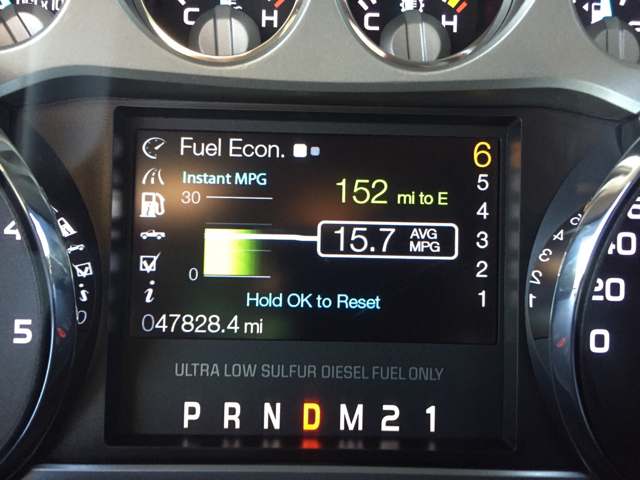 C H
C H
Fuel Econ.
6
5
4
3
2
1
Instant MPG
30
0
152 mi to E
15.7 AVG MPG
Hold OK to Reset
047828.4 mi
ULTRA LOW SULFUR DIESEL FUEL ONLY
P R N D M 2 1
4
5
40
20
0